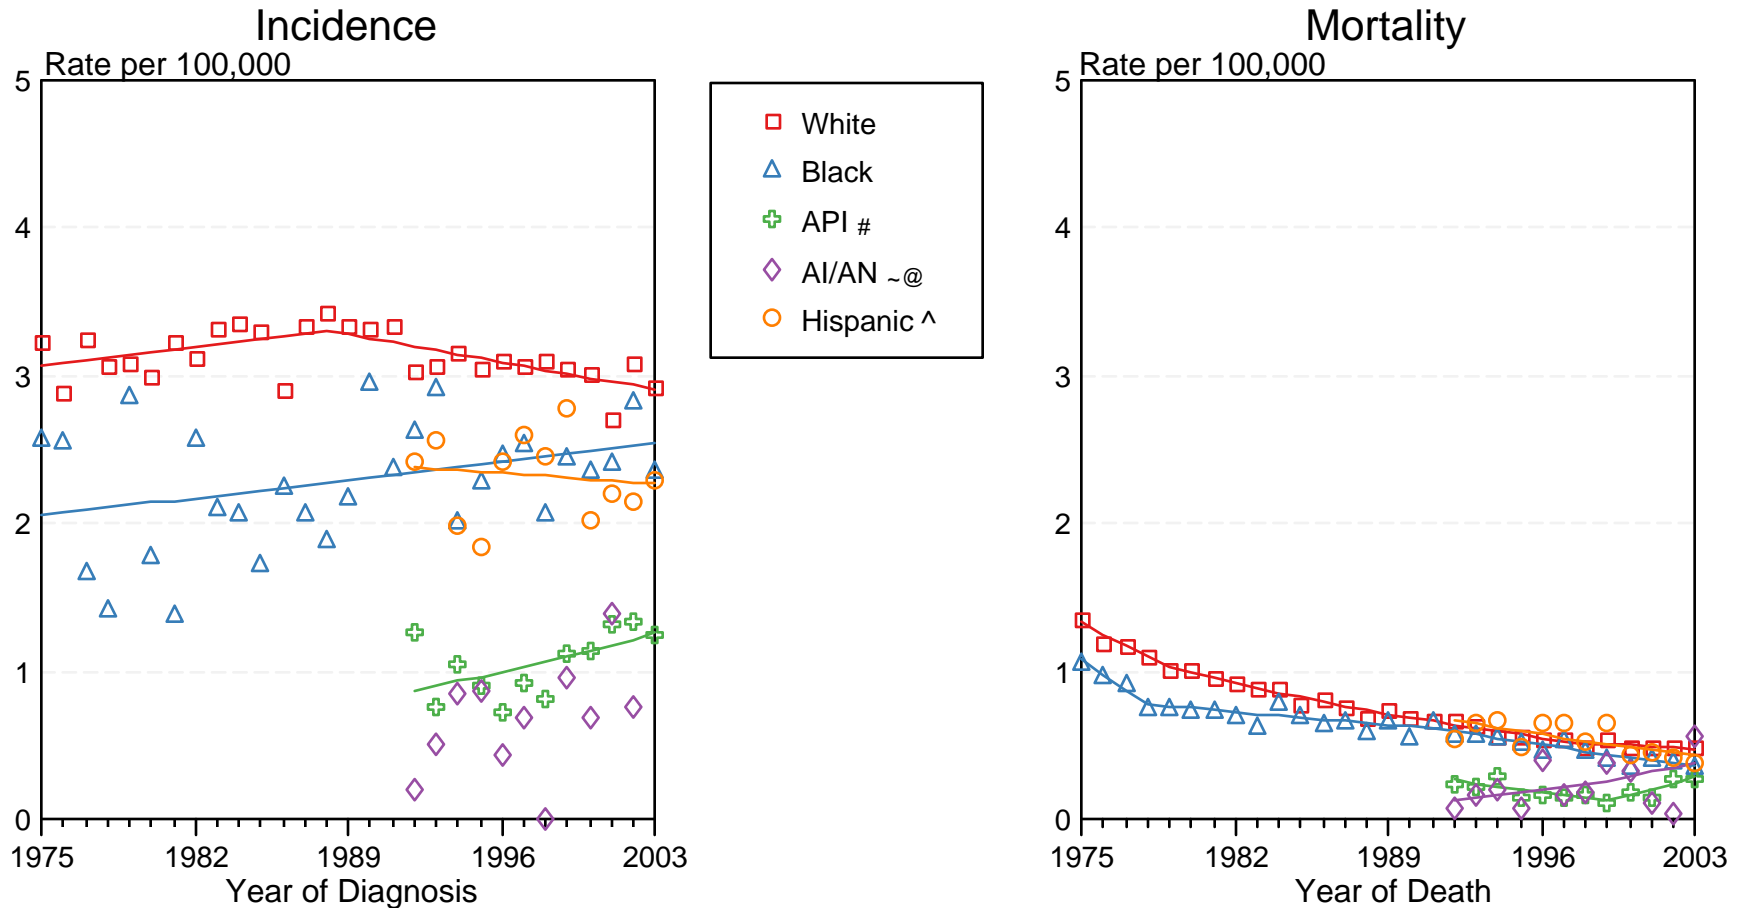 Incidence
Rate per 100,000
5
4
3
2
1
0
1975 1982 1989 1996 2003
Year of Diagnosis
White
Black
API #
AI/AN ~@
Hispanic ^
Mortality
Rate per 100,000
5
4
3
2
1
0
1975 1982 1989 1996 2003
Year of Death